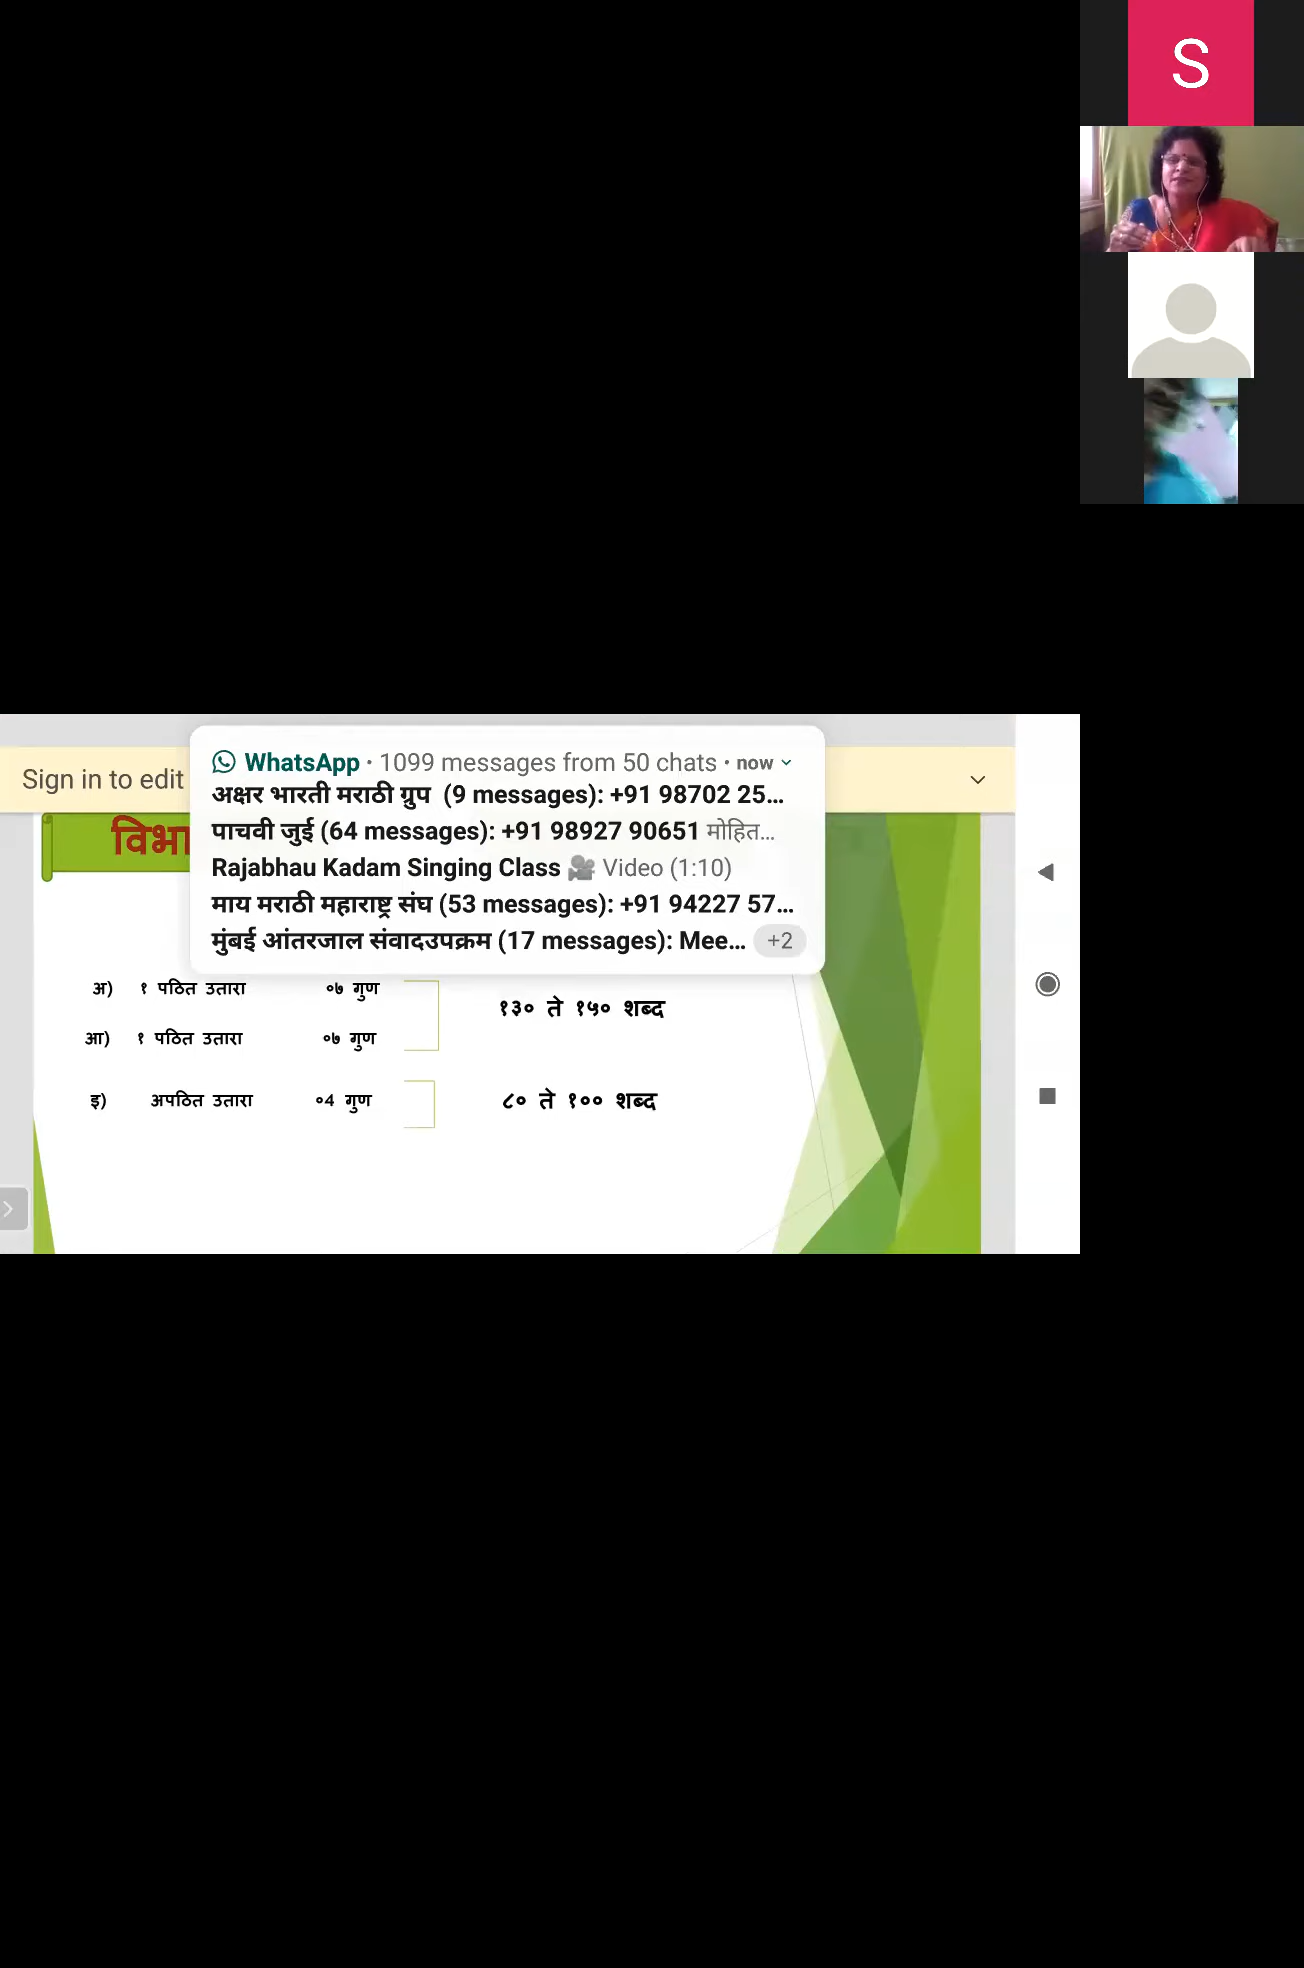 S
Sign in to edit
WhatsApp • 1099 messages from 50 chats • now
अक्षर भारती मराठी ग्रुप (9 messages): +91 98702 25...
पाचवी जुई (64 messages): +91 98927 90651 मोहित...
Rajabhau Kadam Singing Class 🎥 Video (1:10)
माय मराठी महाराष्ट्र संघ (53 messages): +91 94227 57...
मुंबई आंतरजाल संवादउपक्रम (17 messages): Mee... +2
अ) १ पठित उतारा ०७ गुण
१३० ते १५० शब्द
आ) १ पठित उतारा ०७ गुण
इ) अपठित उतारा ०4 गुण
८० ते १०० शब्द